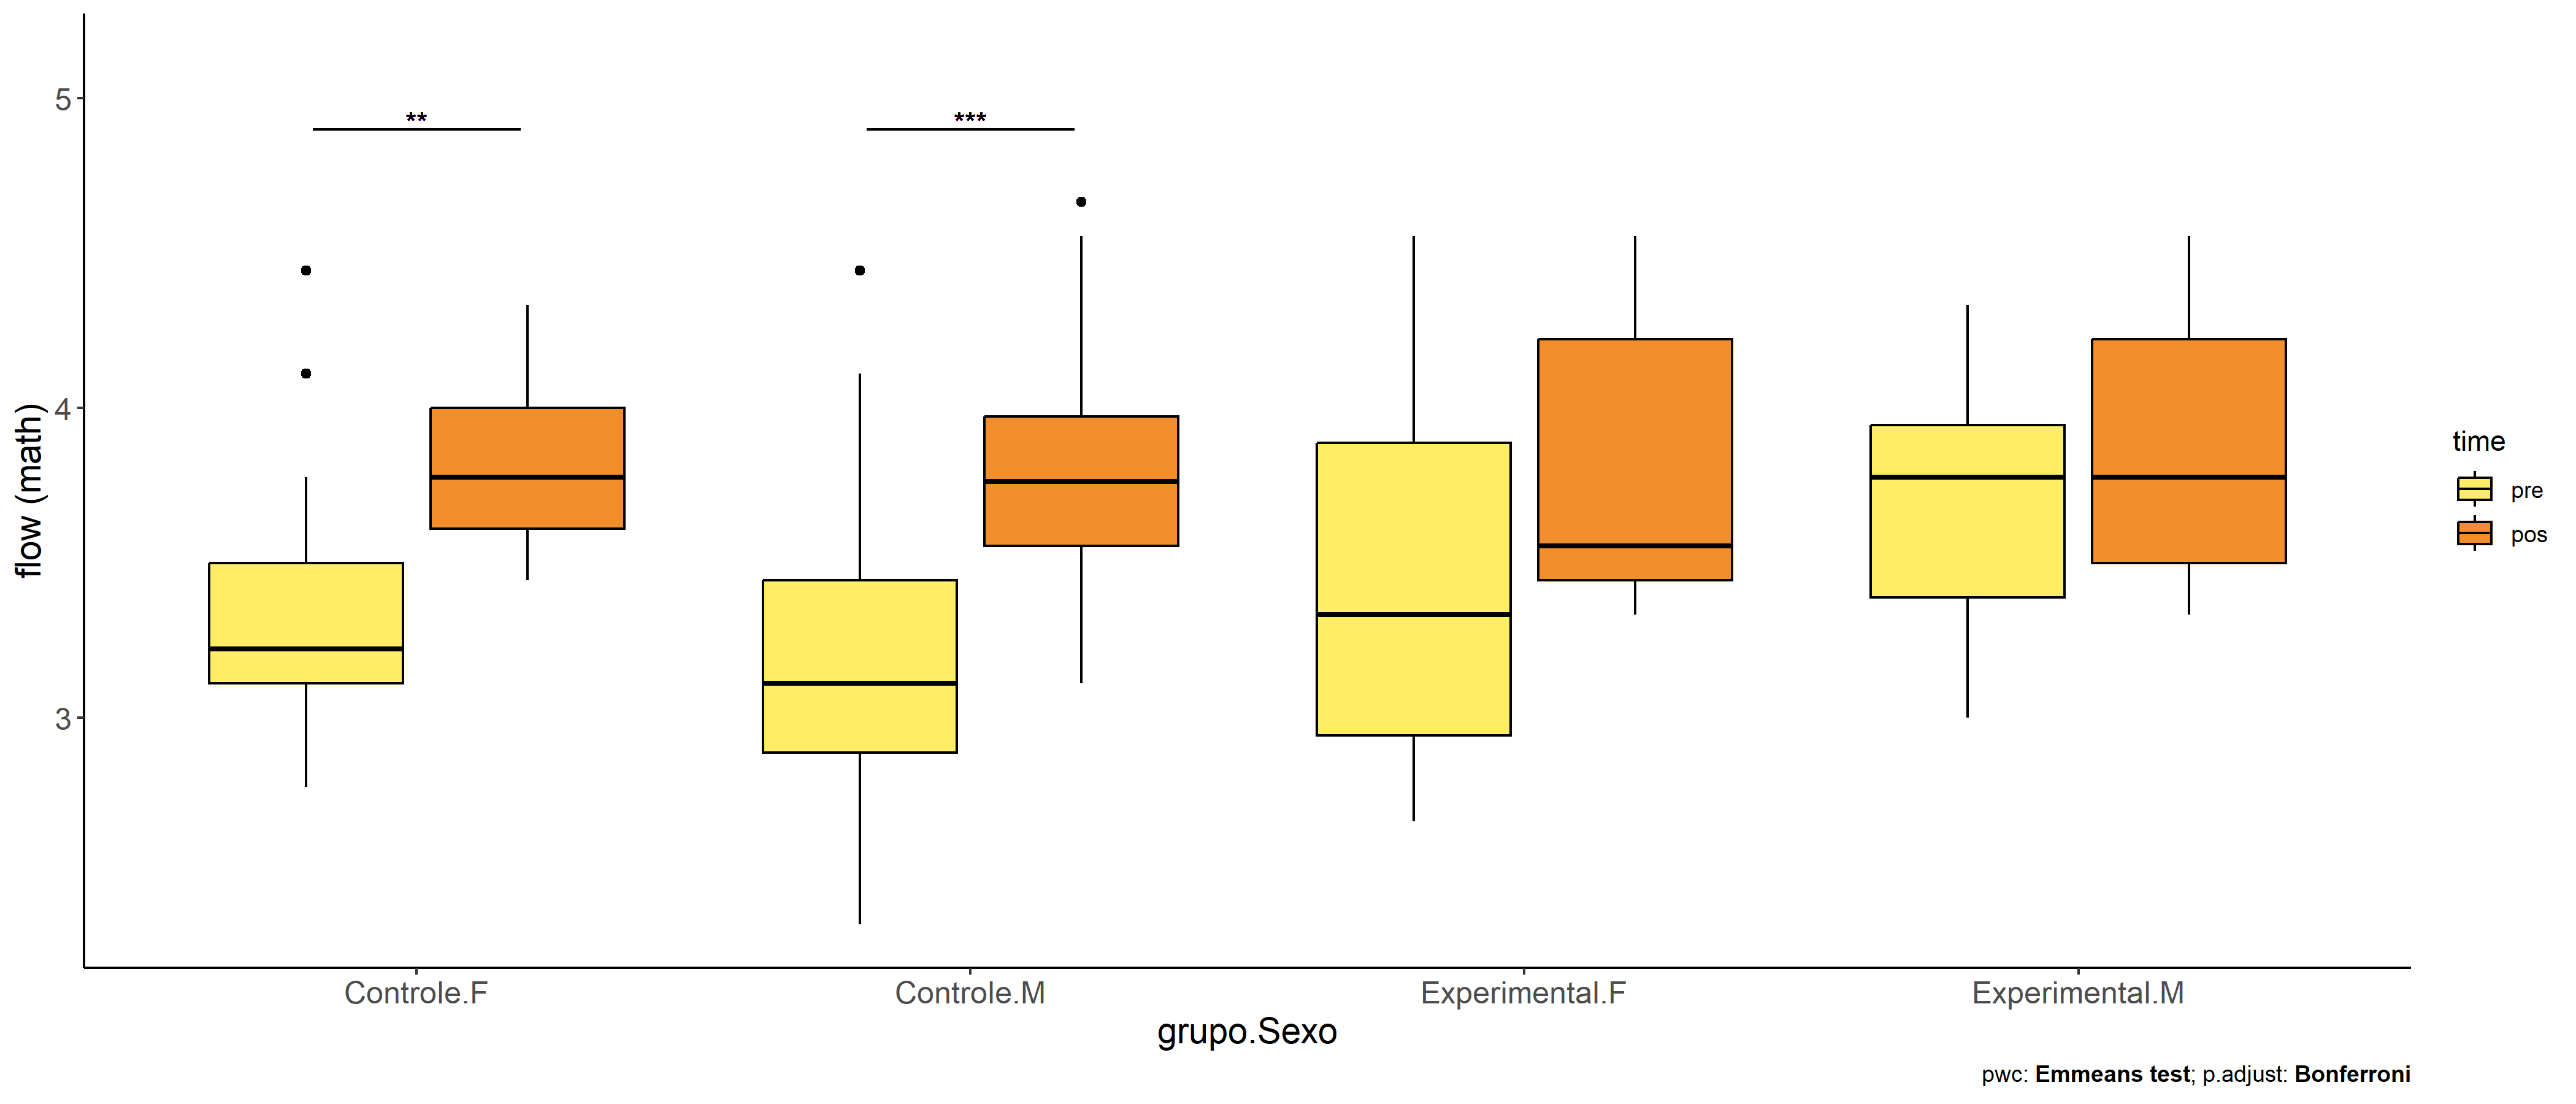 5
4
3
flow (math)
**
***
Controle.F
Controle.M
Experimental.F
Experimental.M
grupo.Sexo
time
pre
pos
pwc: Emmeans test; p.adjust: Bonferroni